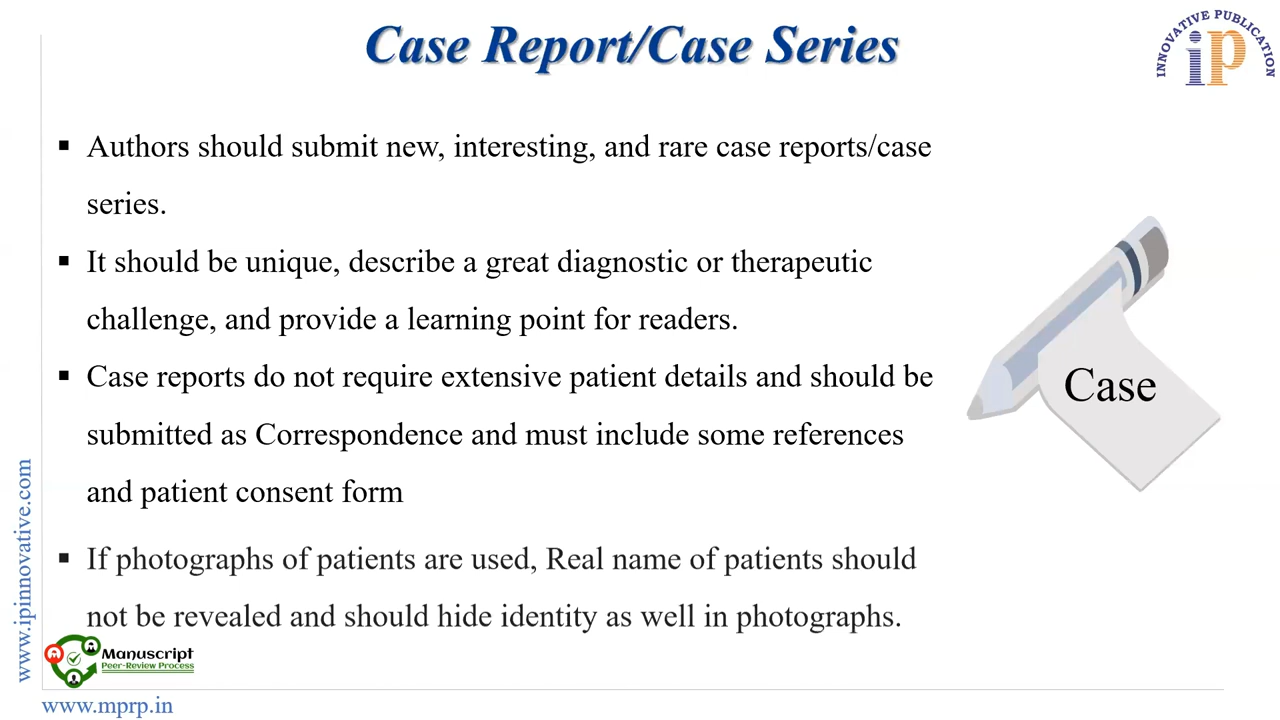 Case Report/Case Series
INNOVATIVE PUBLICATION
iP
▪ Authors should submit new, interesting, and rare case reports/case
series.
▪ It should be unique, describe a great diagnostic or therapeutic
challenge, and provide a learning point for readers.
▪ Case reports do not require extensive patient details and should be
submitted as Correspondence and must include some references
and patient consent form
▪ If photographs of patients are used, Real name of patients should
not be revealed and should hide identity as well in photographs.
Case
www.ipinnovative.com
Manuscript
Peer-Review Process
www.mprp.in